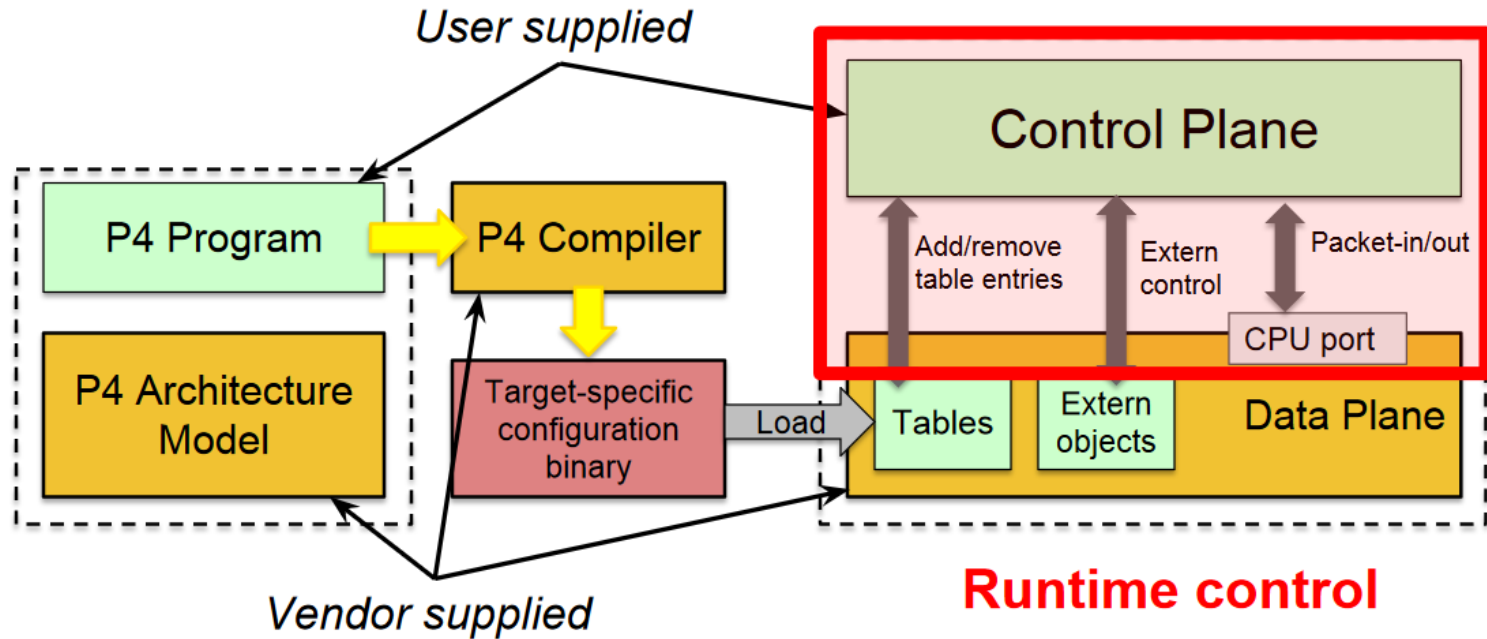 User supplied
Control Plane
P4 Program
P4 Compiler
Add/remove
table entries
Extern
control
Packet-in/out
CPU port
P4 Architecture
Model
Target-specific
configuration
binary
Load
Tables
Extern
objects
Data Plane
Vendor supplied
Runtime control